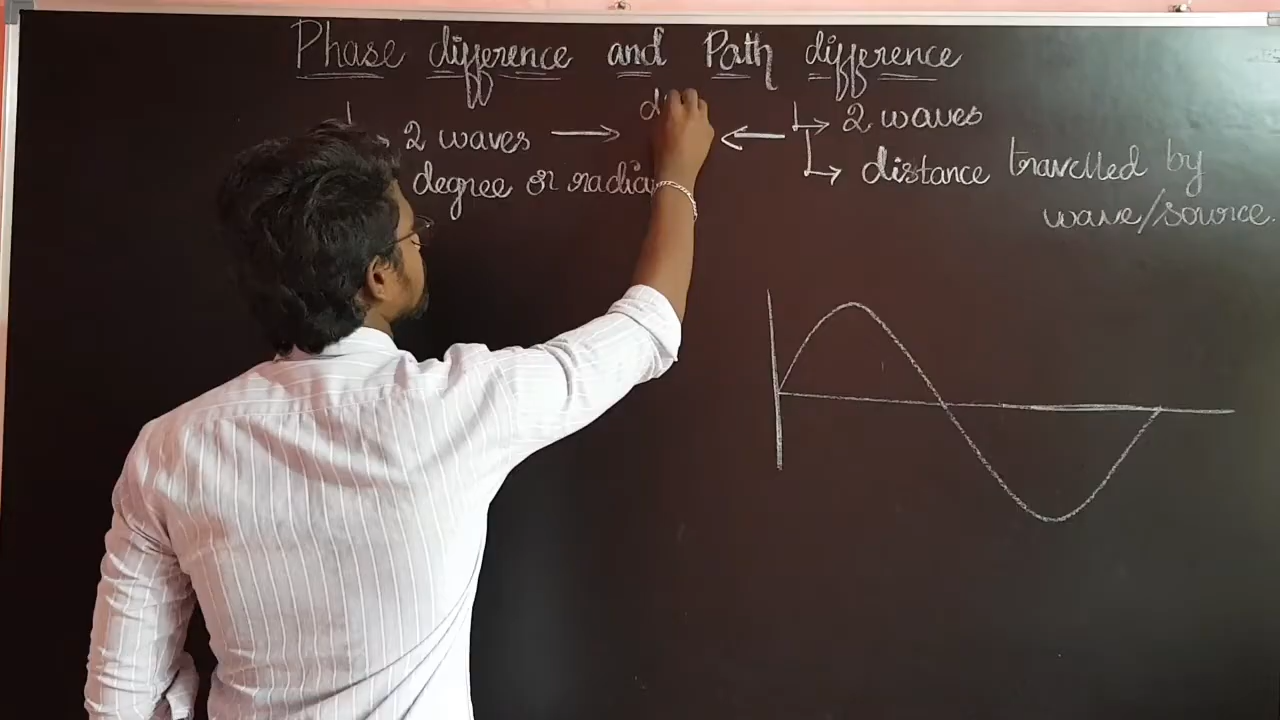 Phase difference and Path difference
2 waves
degree or radia
2 waves
distance travelled by
wave/source.